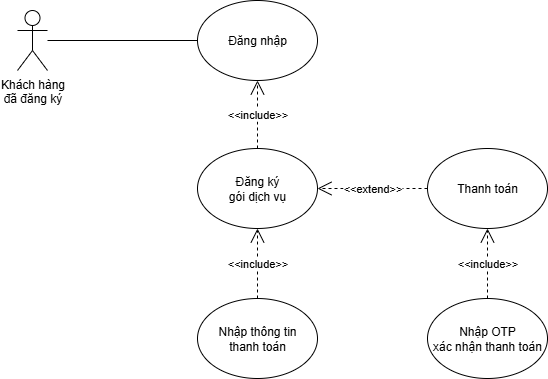 Đăng nhập
Khách hàng
đã đăng ký
<<include>>
Đăng ký
gói dịch vụ
<<extend>>
Thanh toán
<<include>>
<<include>>
Nhập thông tin
thanh toán
Nhập OTP
xác nhận thanh toán